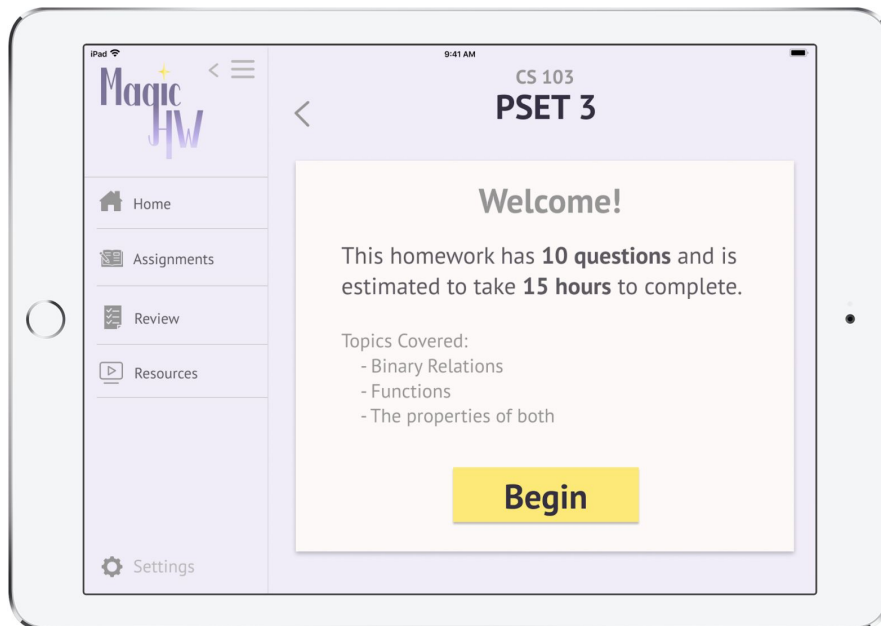 iPad
9:41 AM
Magic
HW
Home
Assignments
Review
Resources
Settings
CS 103
PSET 3
Welcome!
This homework has 10 questions and is
estimated to take 15 hours to complete.
Topics Covered:
- Binary Relations
- Functions
- The properties of both
Begin